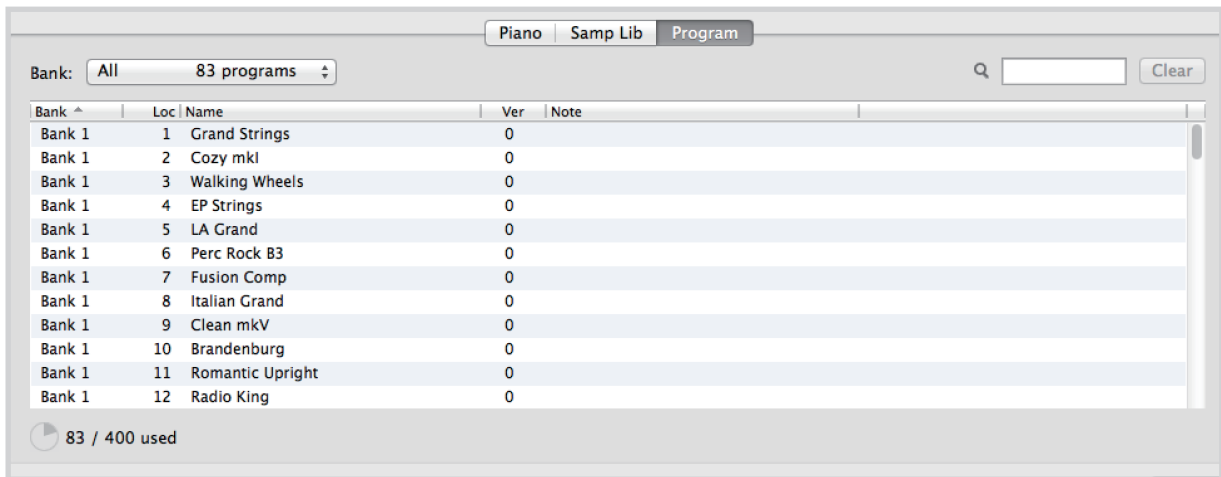 Piano Samp Lib Program
Bank: All 83 programs Clear
Bank Loc Name Ver Note
Bank 1 1 Grand Strings 0
Bank 1 2 Cozy mkI 0
Bank 1 3 Walking Wheels 0
Bank 1 4 EP Strings 0
Bank 1 5 LA Grand 0
Bank 1 6 Perc Rock B3 0
Bank 1 7 Fusion Comp 0
Bank 1 8 Italian Grand 0
Bank 1 9 Clean mkV 0
Bank 1 10 Brandenburg 0
Bank 1 11 Romantic Upright 0
Bank 1 12 Radio King 0
83 / 400 used